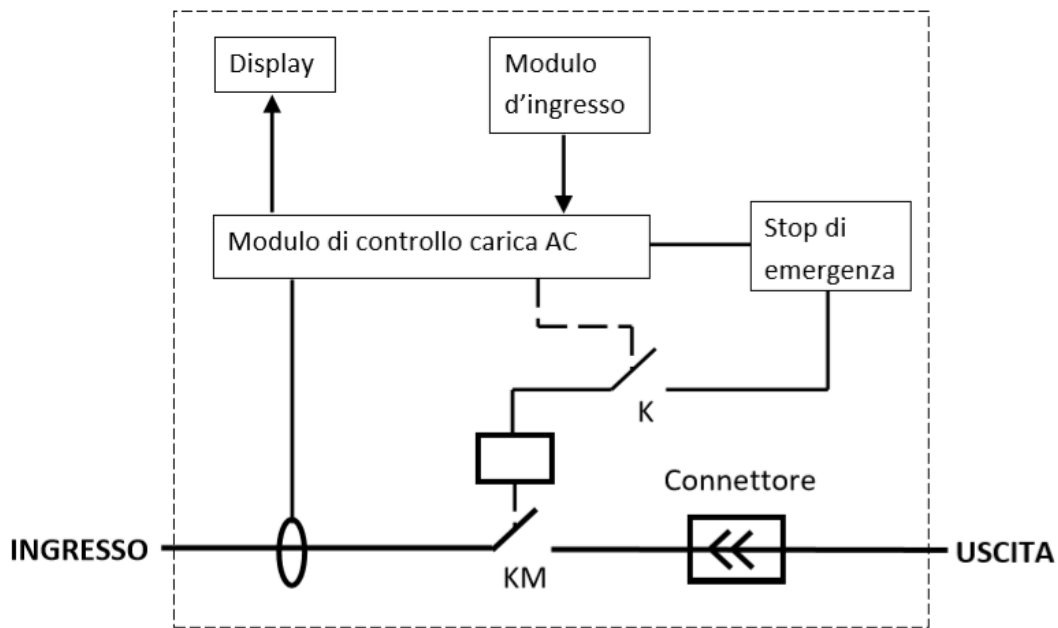 Display
Modulo
d'ingresso
Modulo di controllo carica AC
Stop di
emergenza
K
Connettore
INGRESSO
KM
USCITA